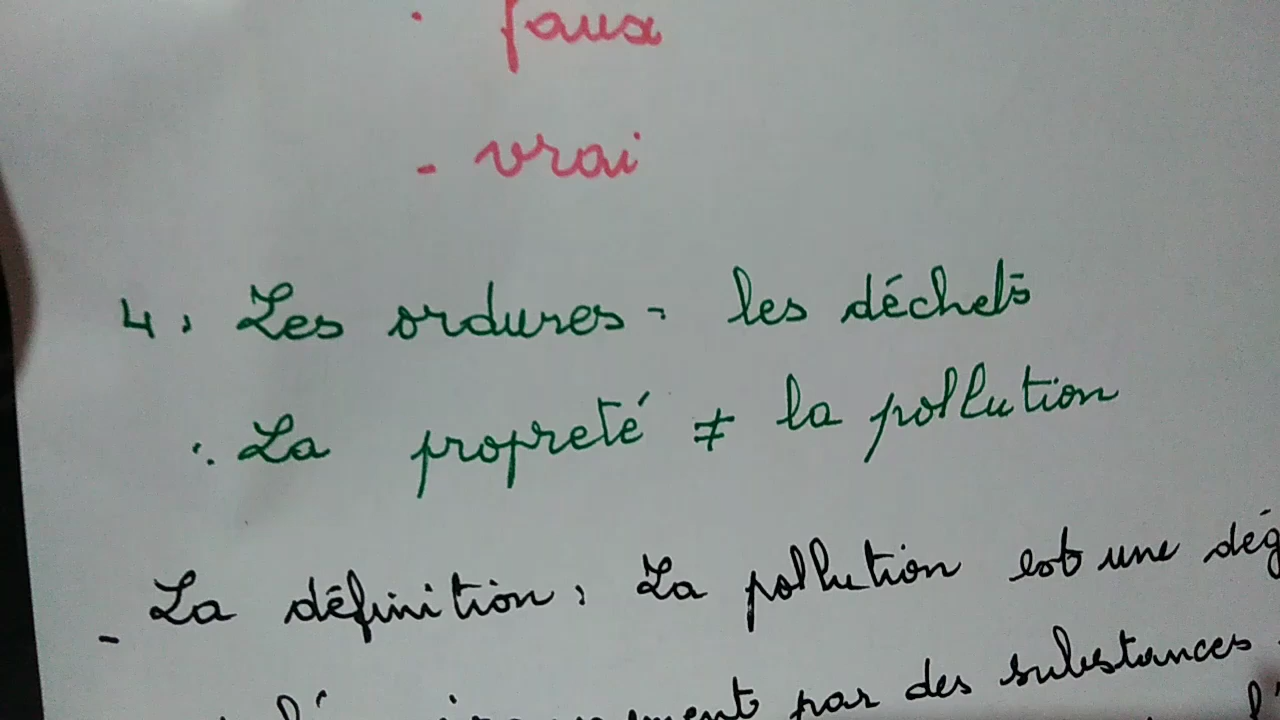 . faux
- vrai
4, Les ordures = les déchets
. La propreté ≠ la pollution
- La définition : La pollution est une dég
par des substances